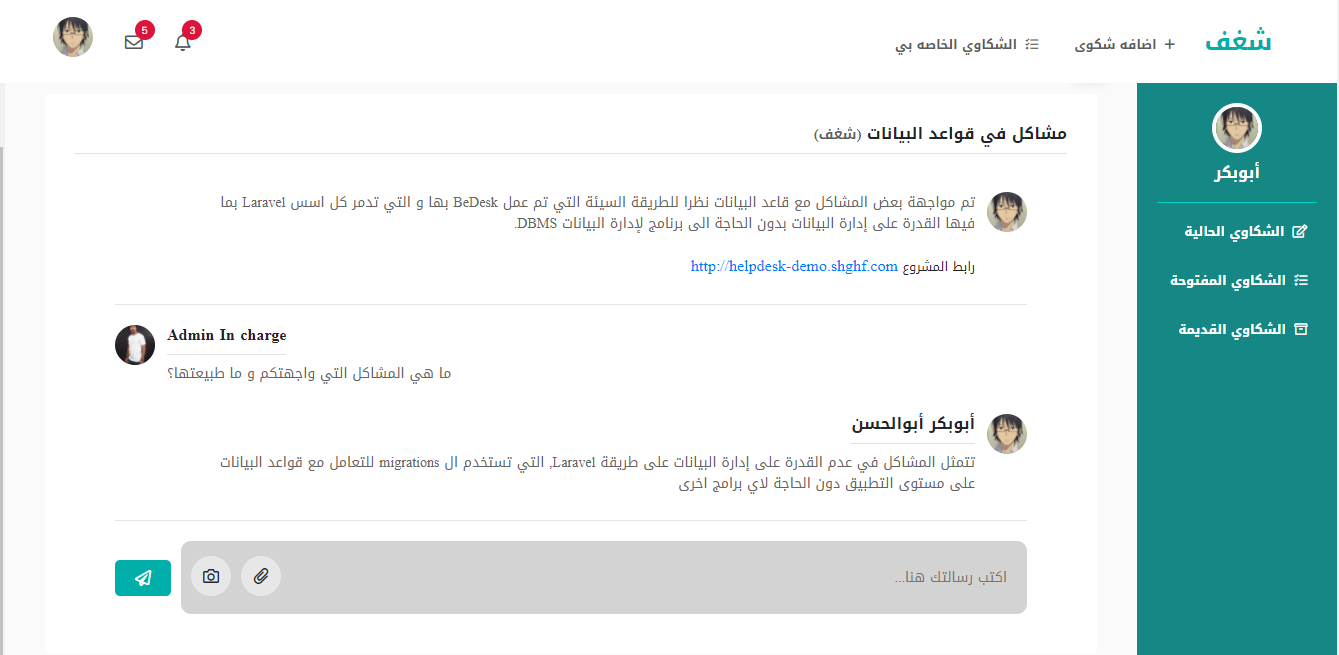 شغف
اضافه شكوى
الشكاوي الخاصه بي
3
5
أبوبكر
الشكاوي الحالية
الشكاوي المفتوحة
الشكاوي القديمة
مشاكل في قواعد البيانات (شغف)
تم مواجهة بعض المشاكل مع قاعد البيانات نظرا للطريقة السيئة التي تم عمل BeDesk بها و التي تدمر كل اسس Laravel بما
فيها القدرة على إدارة البيانات بدون الحاجة الى برنامج لإدارة البيانات DBMS.
رابط المشروع http://helpdesk-demo.shghf.com
Admin In charge
ما هي المشاكل التي واجهتكم و ما طبيعتها؟
أبوبكر أبوالحسن
تتمثل المشاكل في عدم القدرة على إدارة البيانات على طريقة Laravel, التي تستخدم ال migrations للتعامل مع قواعد البيانات
على مستوى التطبيق دون الحاجة لاي برامج اخرى
اكتب رسالتك هنا...